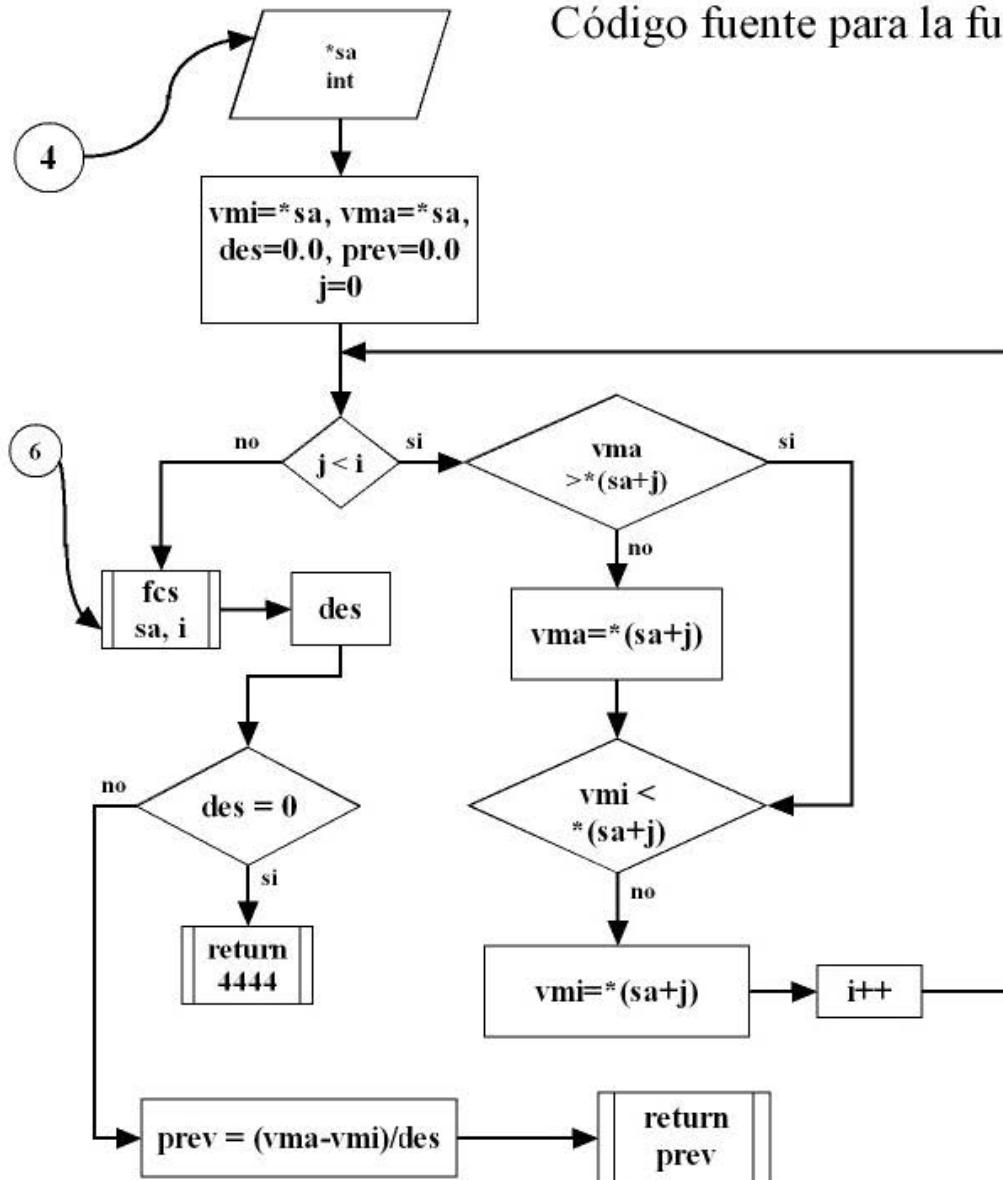 Código fuente para la fu
*sa
int
4
vmi=*sa, vma=*sa,
des=0.0, prev=0.0
j=0
no
j < i
si
vma
>*(sa+j)
si
6
no
fcs
sa, i
des
vma=*(sa+j)
no
des = 0
vmi <
*(sa+j)
si
no
return
4444
vmi=*(sa+j)
i++
prev = (vma-vmi)/des
return
prev